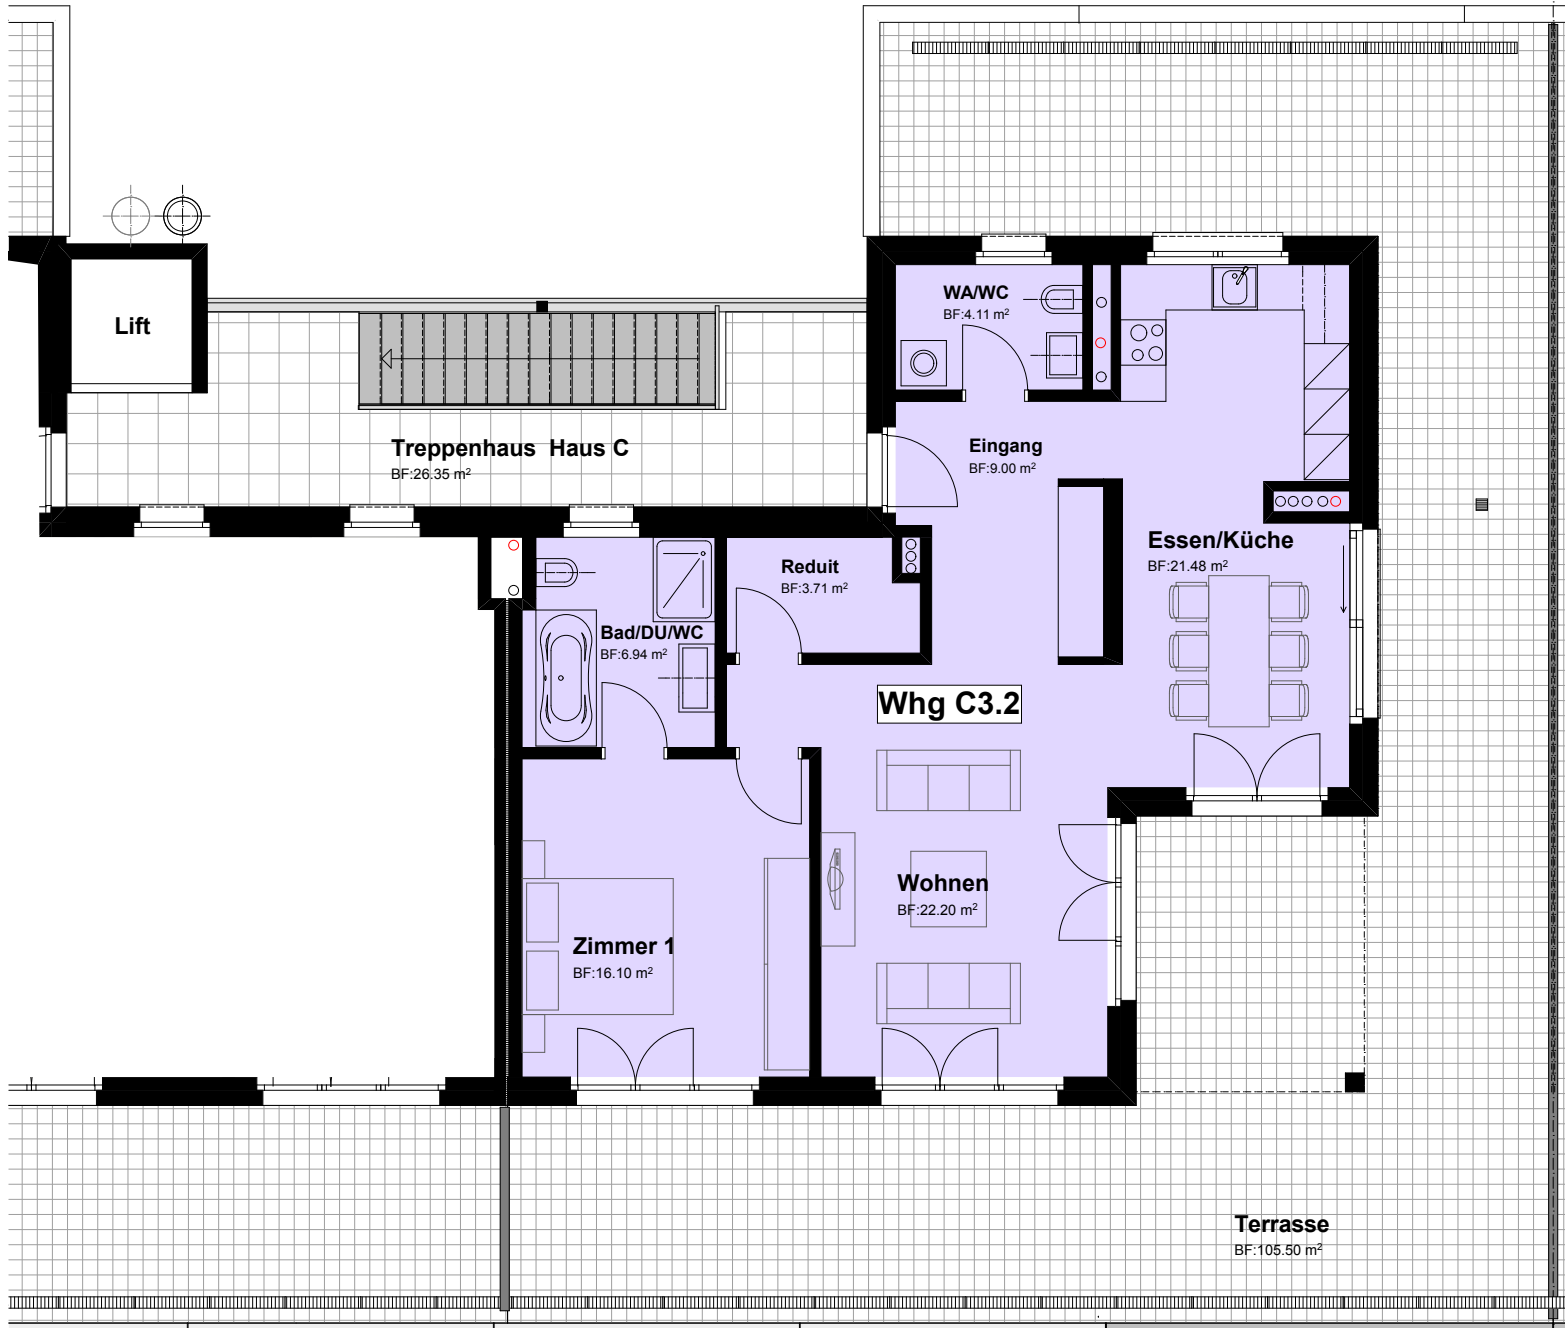 Lift
WA/WC
BF:4.11 m²
Treppenhaus Haus C
BF:26.35 m²
Eingang
BF:9.00 m²
Essen/Küche
BF:21.48 m²
Reduit
BF:3.71 m²
Bad/DU/WC
BF:6.94 m²
Whg C3.2
Wohnen
BF:22.20 m²
Zimmer 1
BF:16.10 m²
Terrasse
BF:105.50 m²